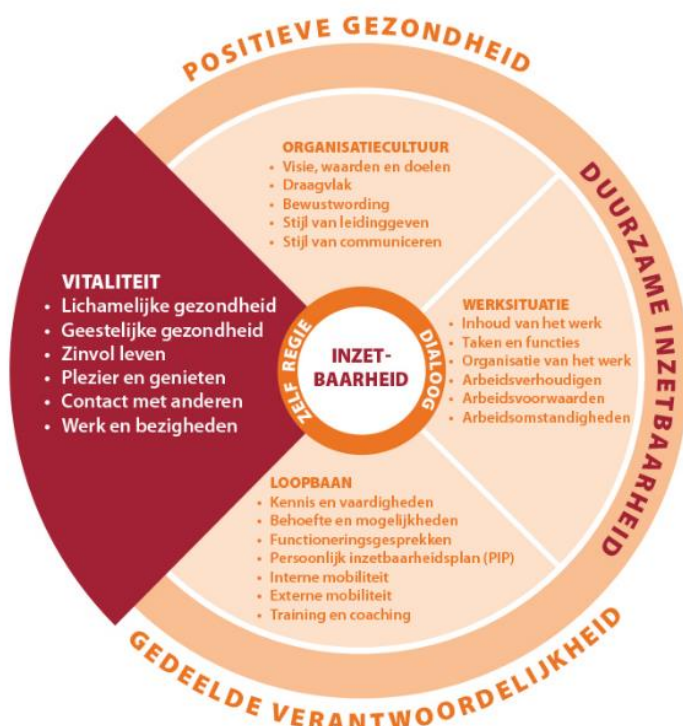 POSITIEVE GEZONDHEID
DUURZAME INZETBAARHEID
ORGANISATIECULTUUR
• Visie, waarden en doelen
• Draagvlak
• Bewustwording
• Stijl van leidinggeven
• Stijl van communiceren
VITALITEIT
• Lichamelijke gezondheid
• Geestelijke gezondheid
• Zinvol leven
• Plezier en genieten
• Contact met anderen
• Werk en bezigheden
ZELF REGIE
INZET-
BAARHEID
DIALOOG
WERKSITUATIE
• Inhoud van het werk
• Taken en functies
• Organisatie van het werk
• Arbeidsverhoudigen
• Arbeidsvoorwaarden
• Arbeidsomstandigheden
LOOPBAAN
• Kennis en vaardigheden
• Behoefte en mogelijkheden
• Functioneringsgesprekken
• Persoonlijk inzetbaarheidsplan (PIP)
• Interne mobiliteit
• Externe mobiliteit
• Training en coaching
GEDEELDE VERANTWOORDELIJKHEID